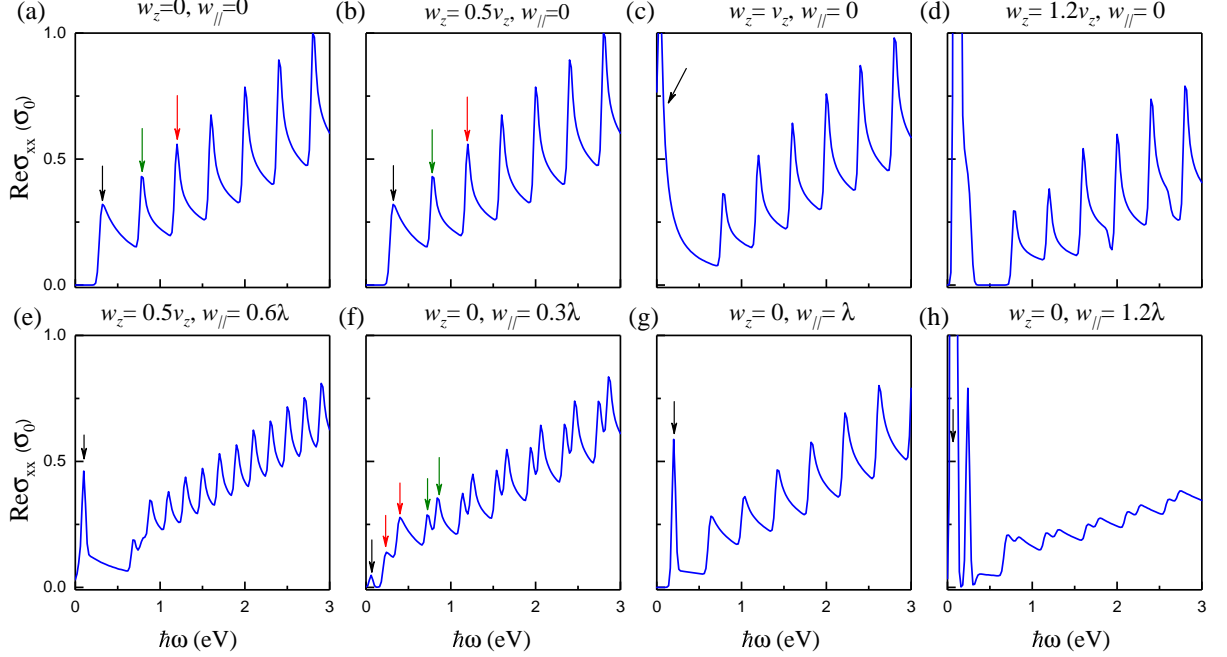 (a) w_z=0, w_//=0
(b) w_z= 0.5v_z, w_//=0
(c) w_z= v_z, w_//= 0
(d) w_z= 1.2v_z, w_//= 0
Reσ_xx (σ_0)
1.0
0.5
0.0
(e) w_z= 0.5v_z, w_//= 0.6λ
(f) w_z= 0, w_//= 0.3λ
(g) w_z= 0, w_//= λ
(h) w_z= 0, w_//= 1.2λ
Reσ_xx (σ_0)
1.0
0.5
0.0
0 1 2 3
0 1 2 3
0 1 2 3
0 1 2 3
ħω (eV)
ħω (eV)
ħω (eV)
ħω (eV)